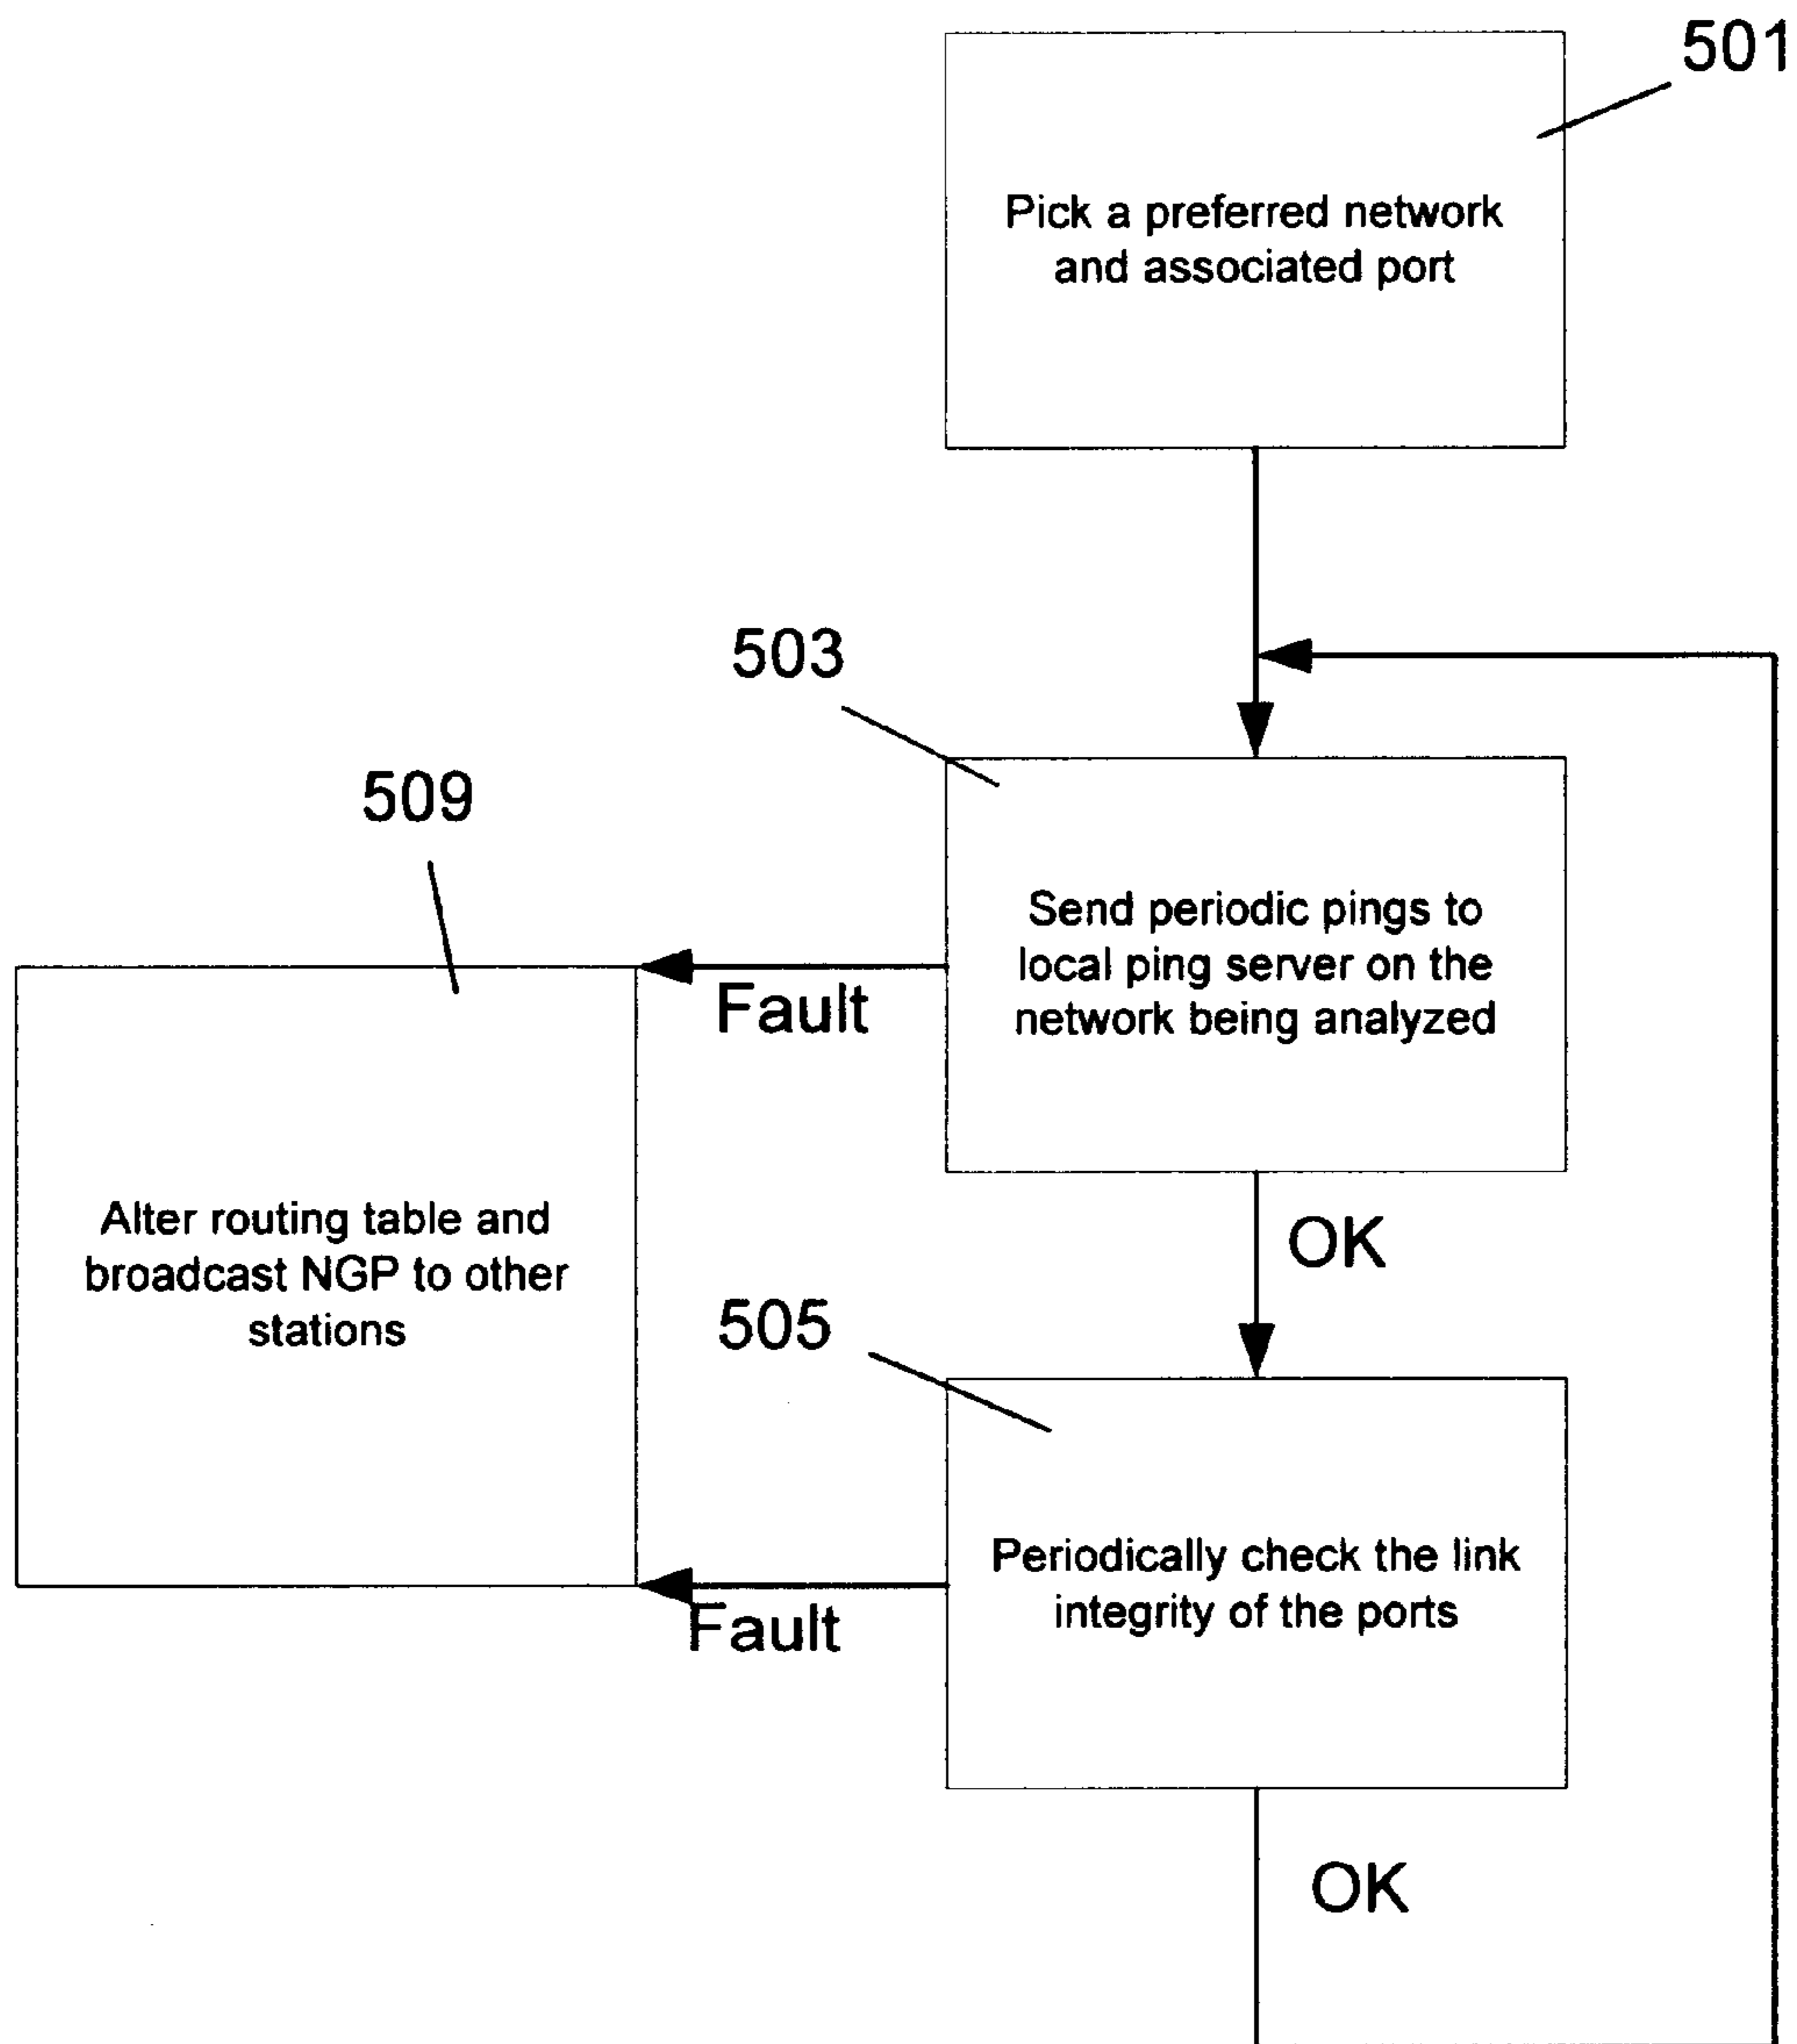 501
Pick a preferred network
and associated port
503
509
Send periodic pings to
local ping server on the
network being analyzed
Fault
Alter routing table and
broadcast NGP to other
stations
OK
505
Periodically check the link
integrity of the ports
Fault
OK